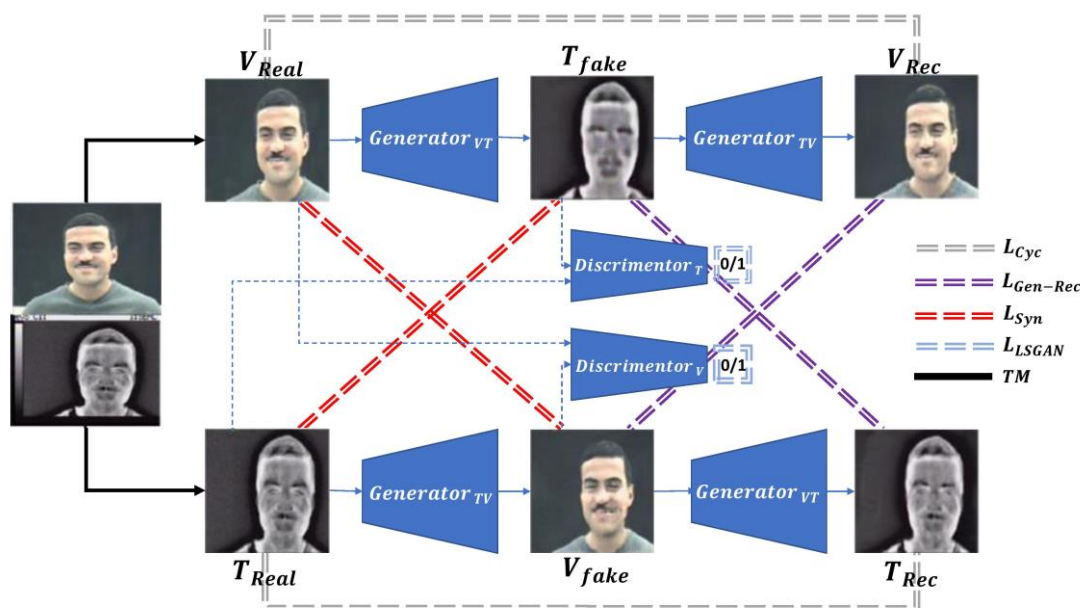 V_Real
T_fake
V_Rec
Generator_VT
Generator_TV
Discrimentor_T
0/1
Discrimentor_V
0/1
L_Cyc
L_Gen-Rec
L_Syn
L_LSGAN
TM
Generator_TV
Generator_VT
T_Real
V_fake
T_Rec